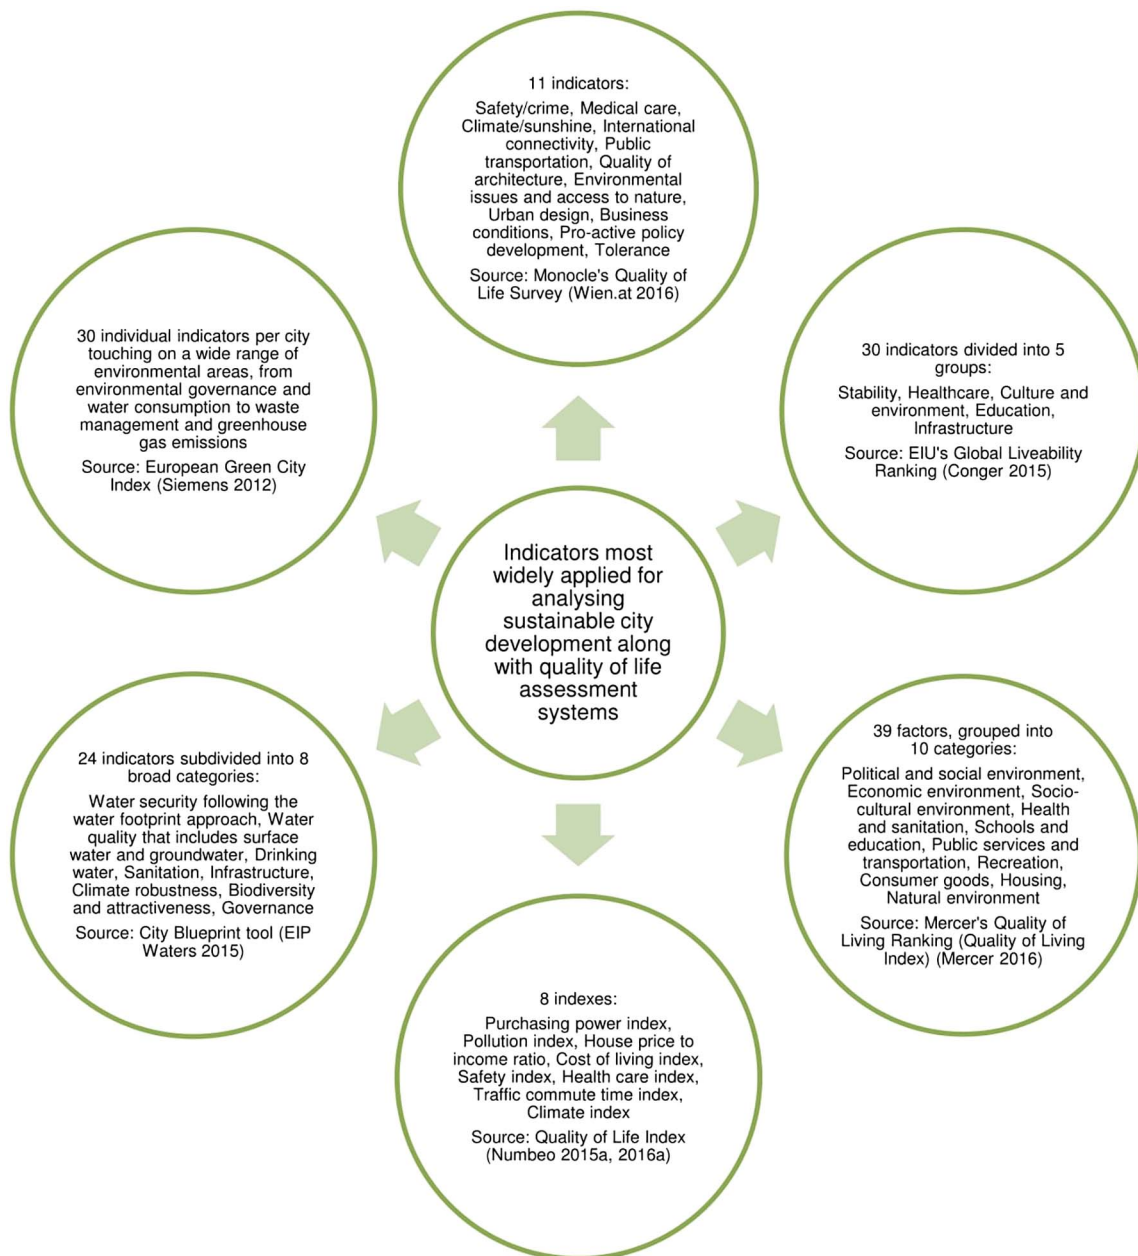 11 indicators:
Safety/crime, Medical care,
Climate/sunshine, International
connectivity, Public
transportation, Quality of
architecture, Environmental
issues and access to nature,
Urban design, Business
conditions, Pro-active policy
development, Tolerance
Source: Monocle's Quality of
Life Survey (Wien.at 2016)
30 individual indicators per city
touching on a wide range of
environmental areas, from
environmental governance and
water consumption to waste
management and greenhouse
gas emissions
Source: European Green City
Index (Siemens 2012)
30 indicators divided into 5
groups:
Stability, Healthcare, Culture and
environment, Education,
Infrastructure
Source: EIU's Global Liveability
Ranking (Conger 2015)
Indicators most
widely applied for
analysing
sustainable city
development along
with quality of life
assessment
systems
24 indicators subdivided into 8
broad categories:
Water security following the
water footprint approach, Water
quality that includes surface
water and groundwater, Drinking
water, Sanitation, Infrastructure,
Climate robustness, Biodiversity
and attractiveness, Governance
Source: City Blueprint tool (EIP
Waters 2015)
39 factors, grouped into
10 categories:
Political and social environment,
Economic environment, Socio-
cultural environment, Health
and sanitation, Schools and
education, Public services and
transportation, Recreation,
Consumer goods, Housing,
Natural environment
Source: Mercer's Quality of
Living Ranking (Quality of Living
Index) (Mercer 2016)
8 indexes:
Purchasing power index,
Pollution index, House price to
income ratio, Cost of living index,
Safety index, Health care index,
Traffic commute time index,
Climate index
Source: Quality of Life Index
(Numbeo 2015a, 2016a)